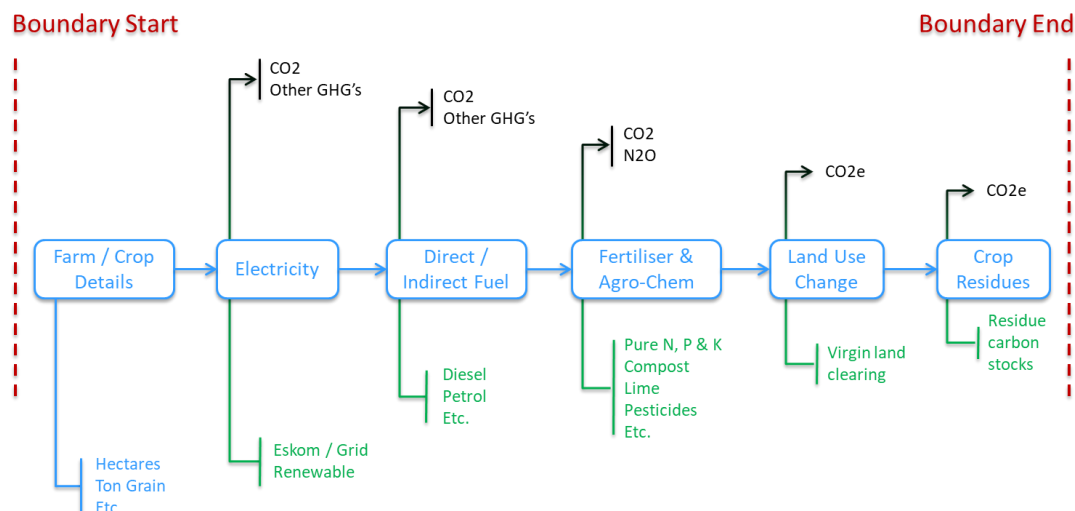 Boundary Start
Boundary End
CO2
Other GHG's
CO2
Other GHG's
CO2
N2O
CO2e
CO2e
Farm / Crop
Details
Electricity
Direct /
Indirect Fuel
Fertiliser &
Agro-Chem
Land Use
Change
Crop
Residues
Hectares
Ton Grain
Etc
Eskom / Grid
Renewable
Diesel
Petrol
Etc.
Pure N, P & K
Compost
Lime
Pesticides
Etc.
Virgin land
clearing
Residue
carbon
stocks